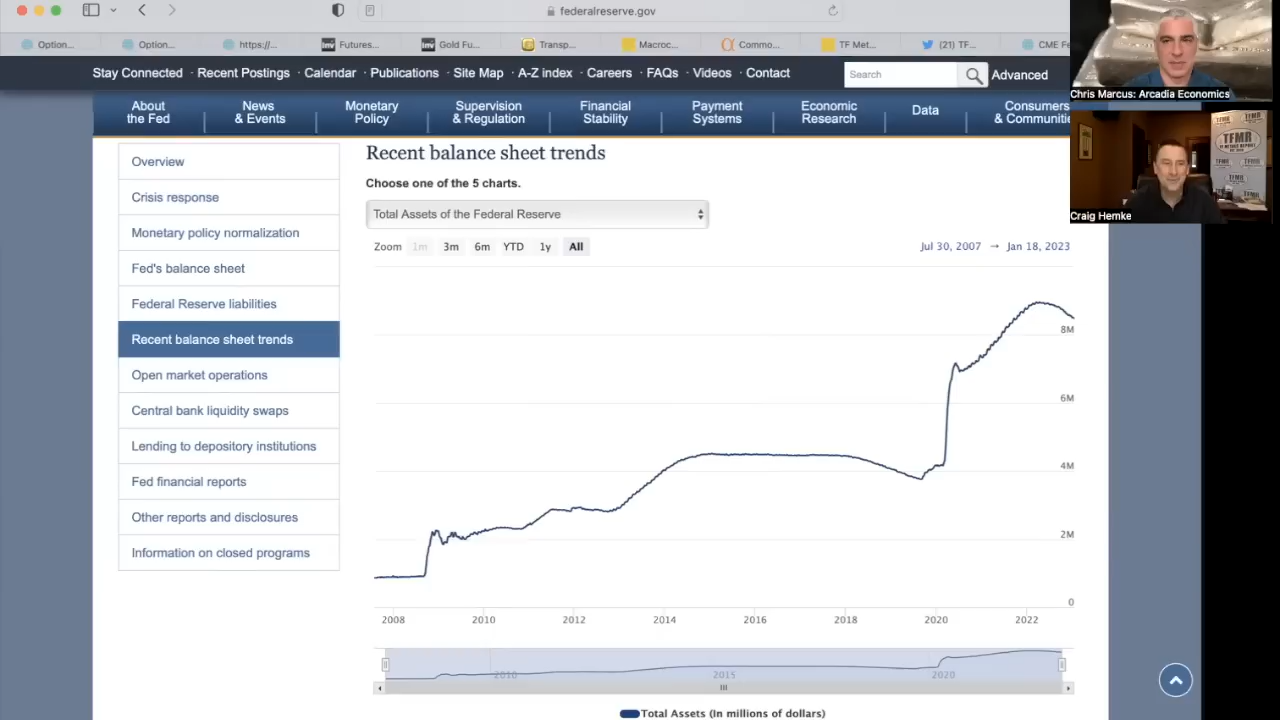 federalreserve.gov
Option...
Option...
https://...
Inv Futures...
Inv Gold Fu...
Transp...
Macroc...
Commo...
TF Met...
(21) TF...
CME Fe
Stay Connected · Recent Postings · Calendar · Publications · Site Map · A-Z index · Careers · FAQs · Videos · Contact
Search
Advanced
About
the Fed
News
& Events
Monetary
Policy
Supervision
& Regulation
Financial
Stability
Payment
Systems
Economic
Research
Data
Consumers
& Communitie
Chris Marcus: Arcadia Economics
TFMR
Craig Hemke
Overview
Crisis response
Monetary policy normalization
Fed's balance sheet
Federal Reserve liabilities
Recent balance sheet trends
Open market operations
Central bank liquidity swaps
Lending to depository institutions
Fed financial reports
Other reports and disclosures
Information on closed programs
Recent balance sheet trends
Choose one of the 5 charts.
Total Assets of the Federal Reserve
Zoom 1m 3m 6m YTD 1y All
Jul 30, 2007 → Jan 18, 2023
8M
6M
4M
2M
0
2008 2010 2012 2014 2016 2018 2020 2022
2010 2015 2020
Total Assets (In millions of dollars)